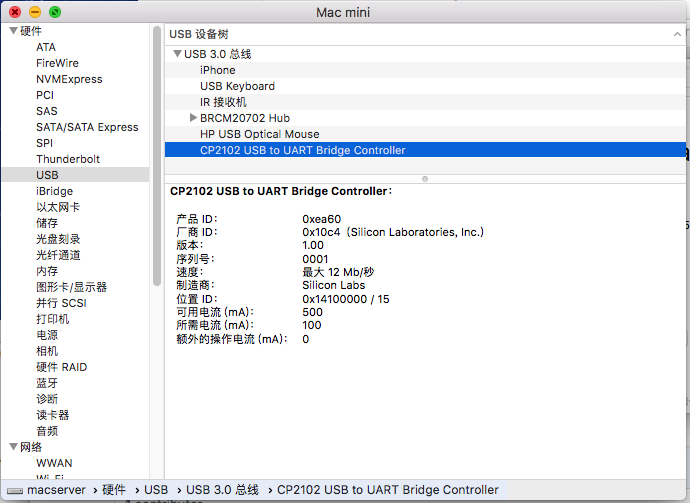 Mac mini
硬件
ATA
FireWire
NVMExpress
PCI
SAS
SATA/SATA Express
SPI
Thunderbolt
USB
iBridge
以太网卡
储存
光盘刻录
光纤通道
内存
图形卡/显示器
并行 SCSI
打印机
电源
相机
硬件 RAID
蓝牙
诊断
读卡器
音频
网络
WWAN
Wi-Fi
USB 设备树
USB 3.0 总线
iPhone
USB Keyboard
IR 接收机
BRCM20702 Hub
HP USB Optical Mouse
CP2102 USB to UART Bridge Controller
CP2102 USB to UART Bridge Controller：
产品 ID： 0xea60
厂商 ID： 0x10c4（Silicon Laboratories, Inc.）
版本： 1.00
序列号： 0001
速度： 最大 12 Mb/秒
制造商： Silicon Labs
位置 ID： 0x14100000 / 15
可用电流 (mA)： 500
所需电流 (mA)： 100
额外的操作电流 (mA)： 0
macserver › 硬件 › USB › USB 3.0 总线 › CP2102 USB to UART Bridge Controller